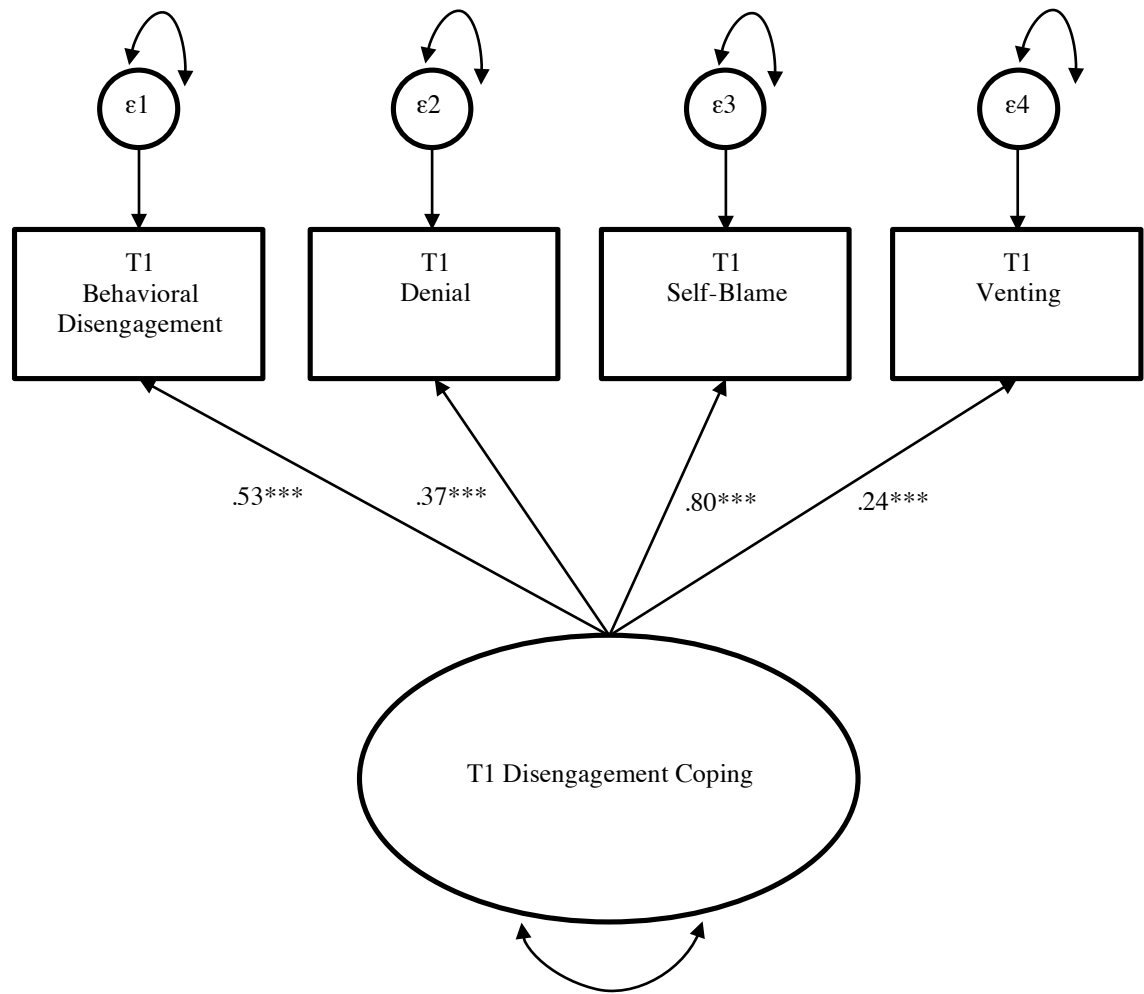 ε1
ε2
ε3
ε4
T1
Behavioral
Disengagement
T1
Denial
T1
Self-Blame
T1
Venting
.53***
.37***
.80***
.24***
T1 Disengagement Coping